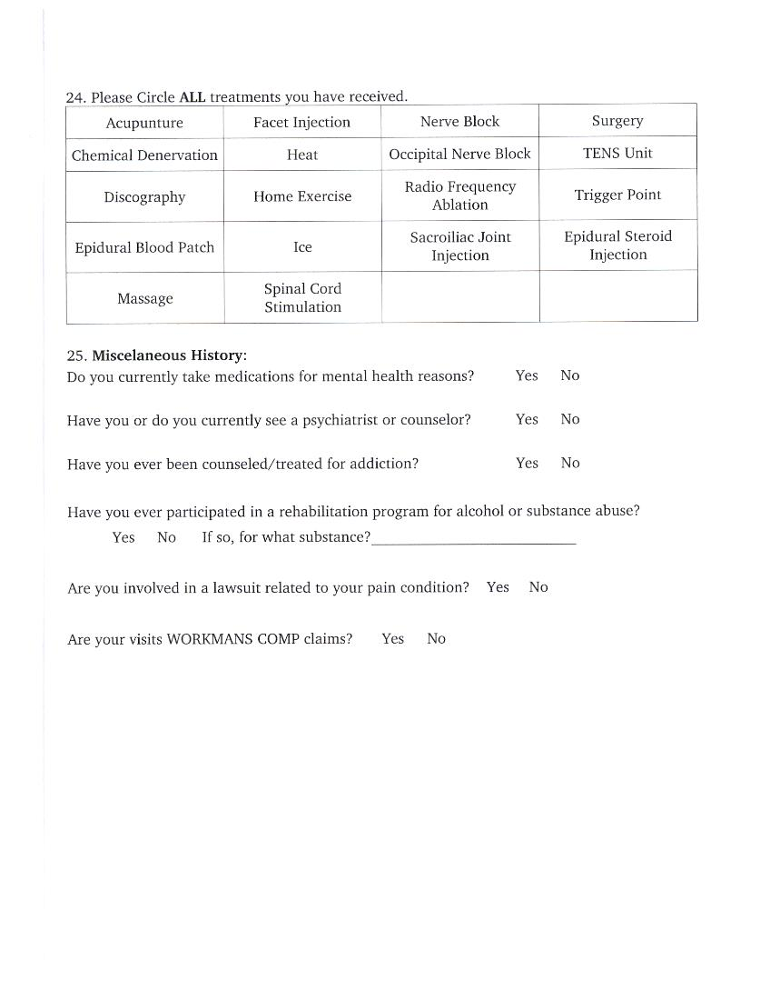 24. Please Circle ALL treatments you have received.
Acupunture Facet Injection Nerve Block Surgery
Chemical Denervation Heat Occipital Nerve Block TENS Unit
Discography Home Exercise Radio Frequency Ablation Trigger Point
Epidural Blood Patch Ice Sacroiliac Joint Injection Epidural Steroid Injection
Massage Spinal Cord Stimulation
25. Miscelaneous History:
Do you currently take medications for mental health reasons? Yes No
Have you or do you currently see a psychiatrist or counselor? Yes No
Have you ever been counseled/treated for addiction? Yes No
Have you ever participated in a rehabilitation program for alcohol or substance abuse?
Yes No If so, for what substance?
Are you involved in a lawsuit related to your pain condition? Yes No
Are your visits WORKMANS COMP claims? Yes No